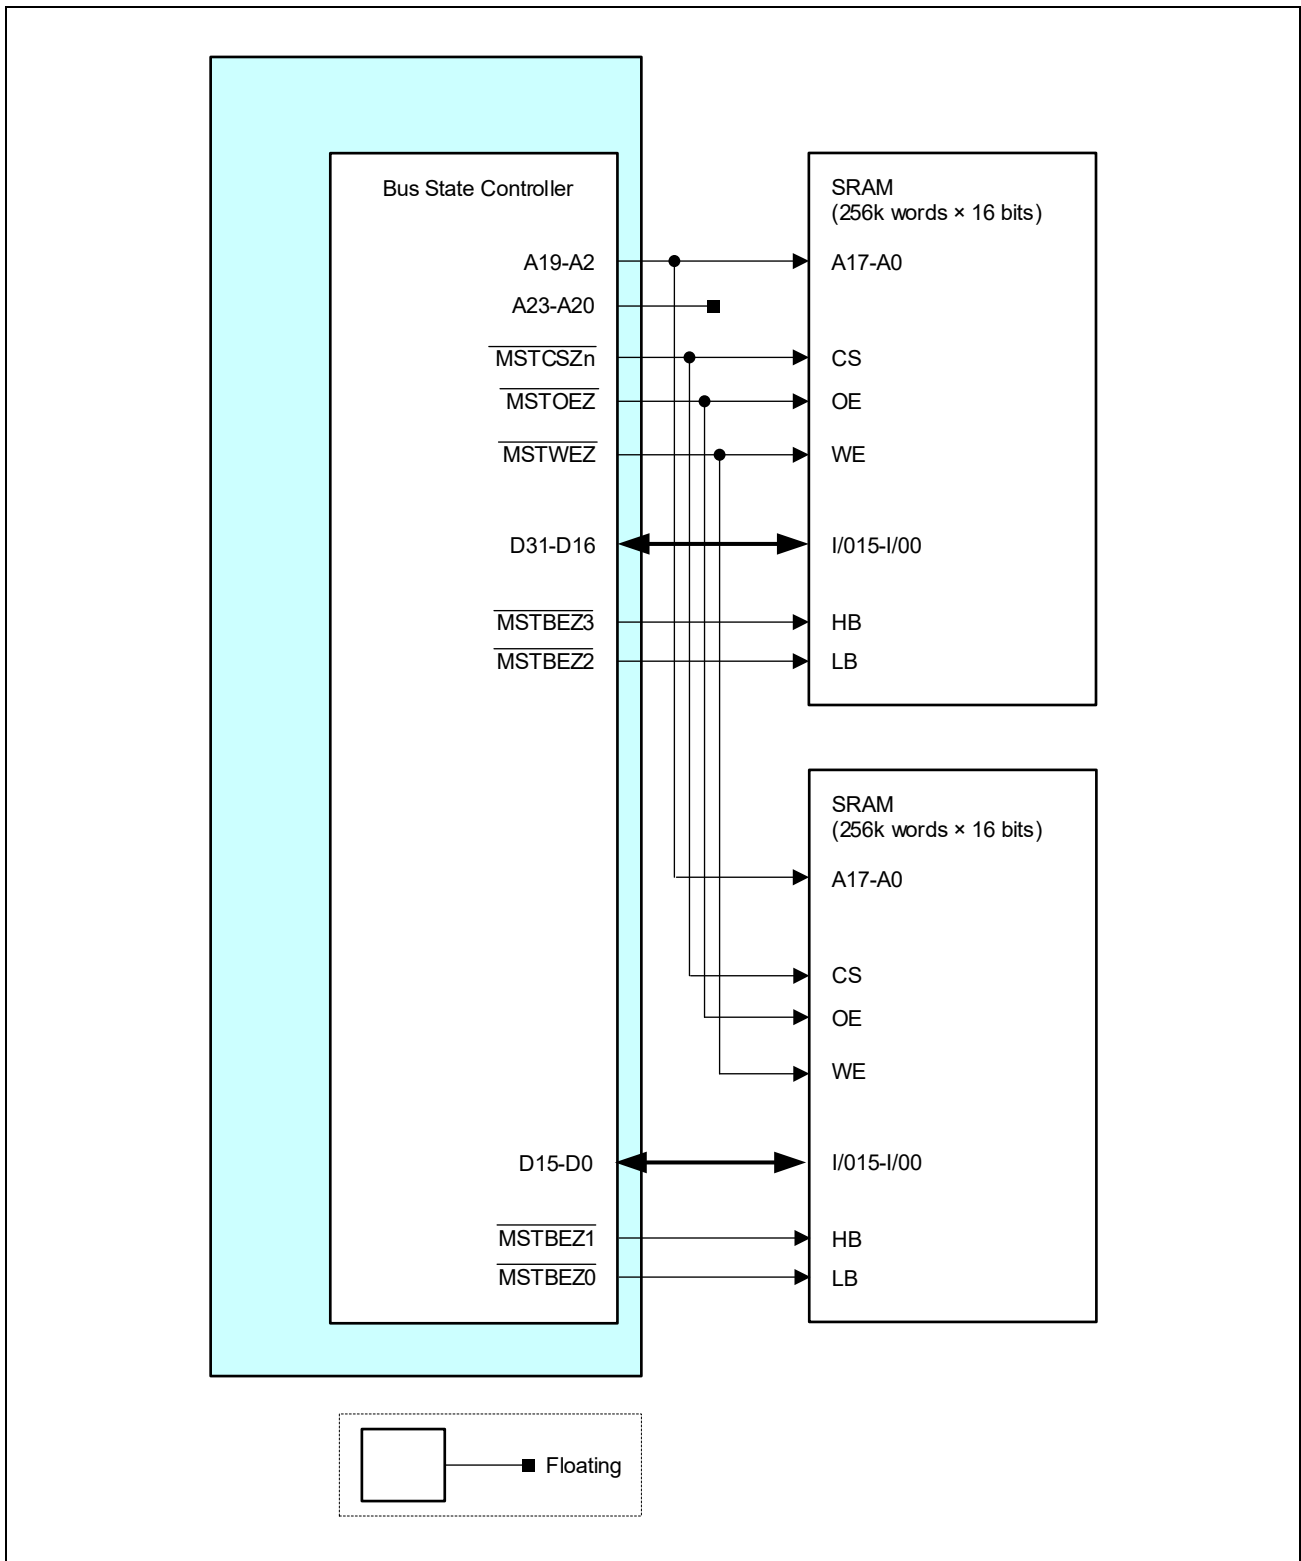 Bus State Controller
A19-A2
A23-A20
MSTCSZn
MSTOEZ
MSTWEZ
D31-D16
MSTBEZ3
MSTBEZ2
D15-D0
MSTBEZ1
MSTBEZ0
SRAM
(256k words × 16 bits)
A17-A0
CS
OE
WE
I/015-I/00
HB
LB
SRAM
(256k words × 16 bits)
A17-A0
CS
OE
WE
I/015-I/00
HB
LB
Floating